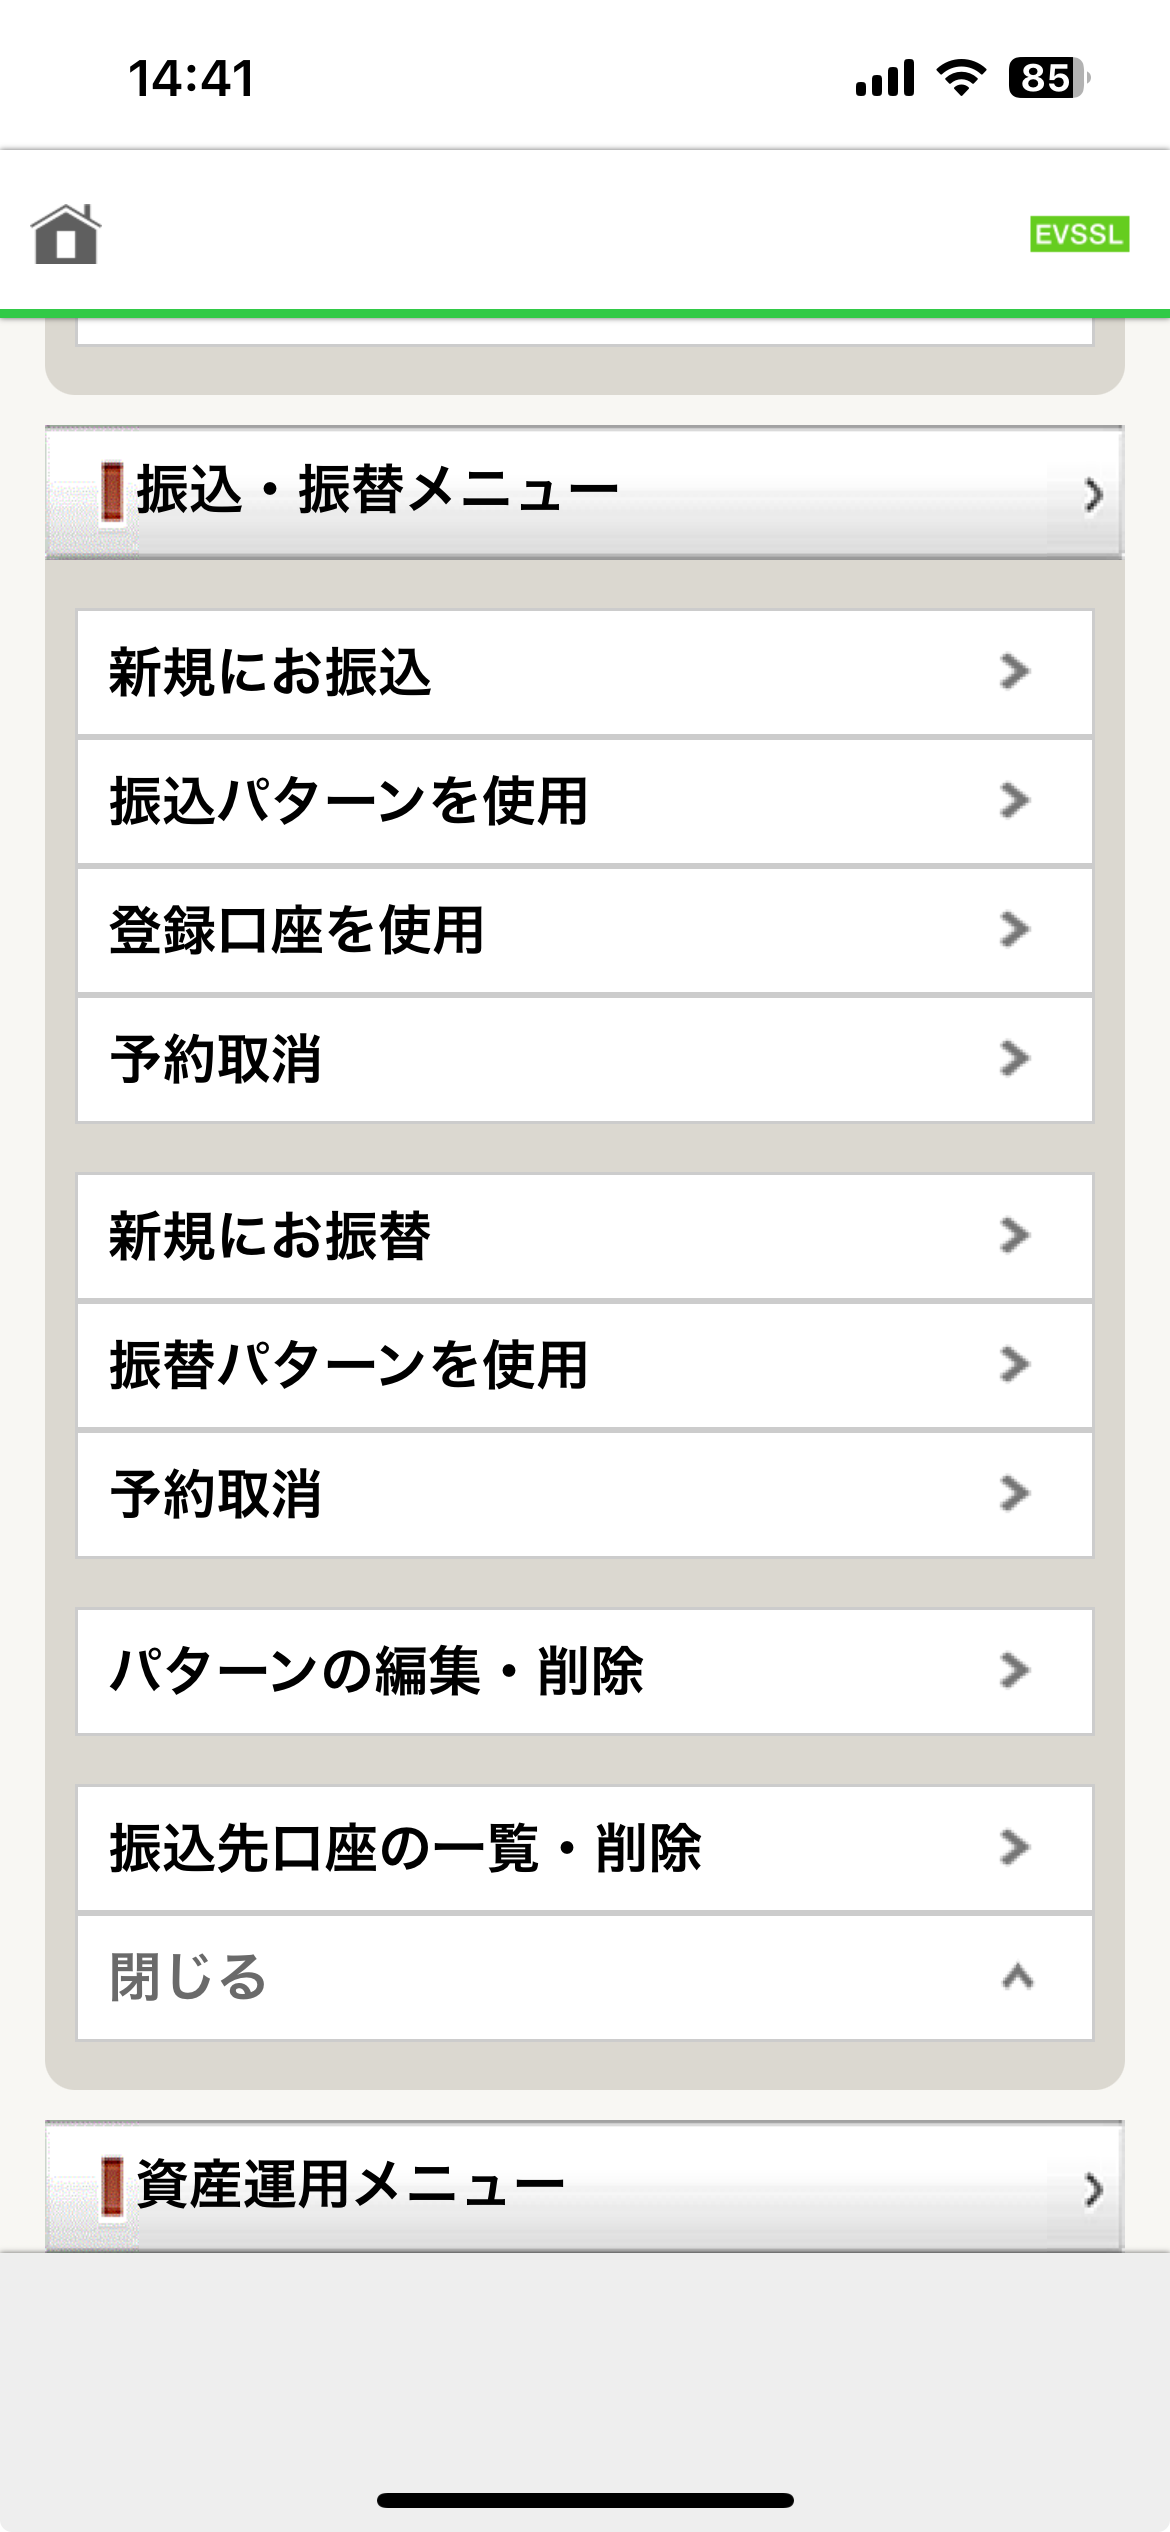 14:41
85
EVSSL
振込・振替メニュー
新規にお振込
振込パターンを使用
登録口座を使用
予約取消
新規にお振替
振替パターンを使用
予約取消
パターンの編集・削除
振込先口座の一覧・削除
閉じる
資産運用メニュー